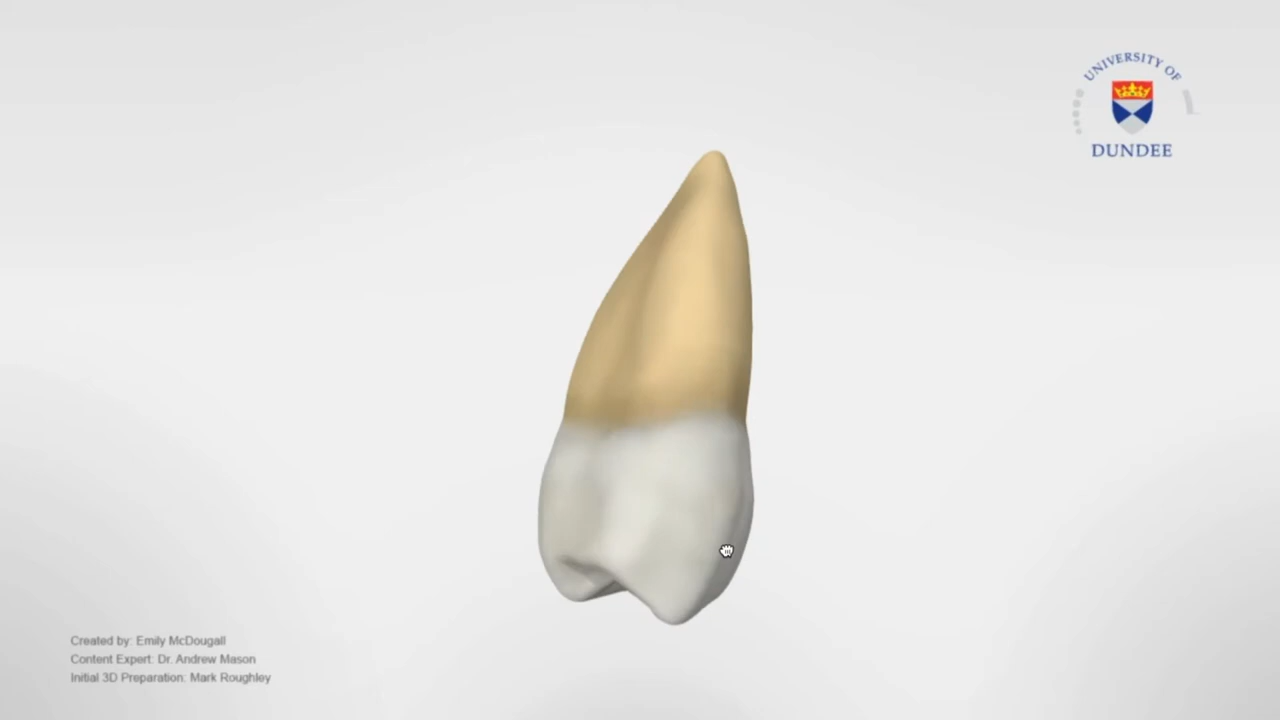 UNIVERSITY OF
DUNDEE
Created by: Emily McDougall
Content Expert: Dr. Andrew Mason
Initial 3D Preparation: Mark Roughley